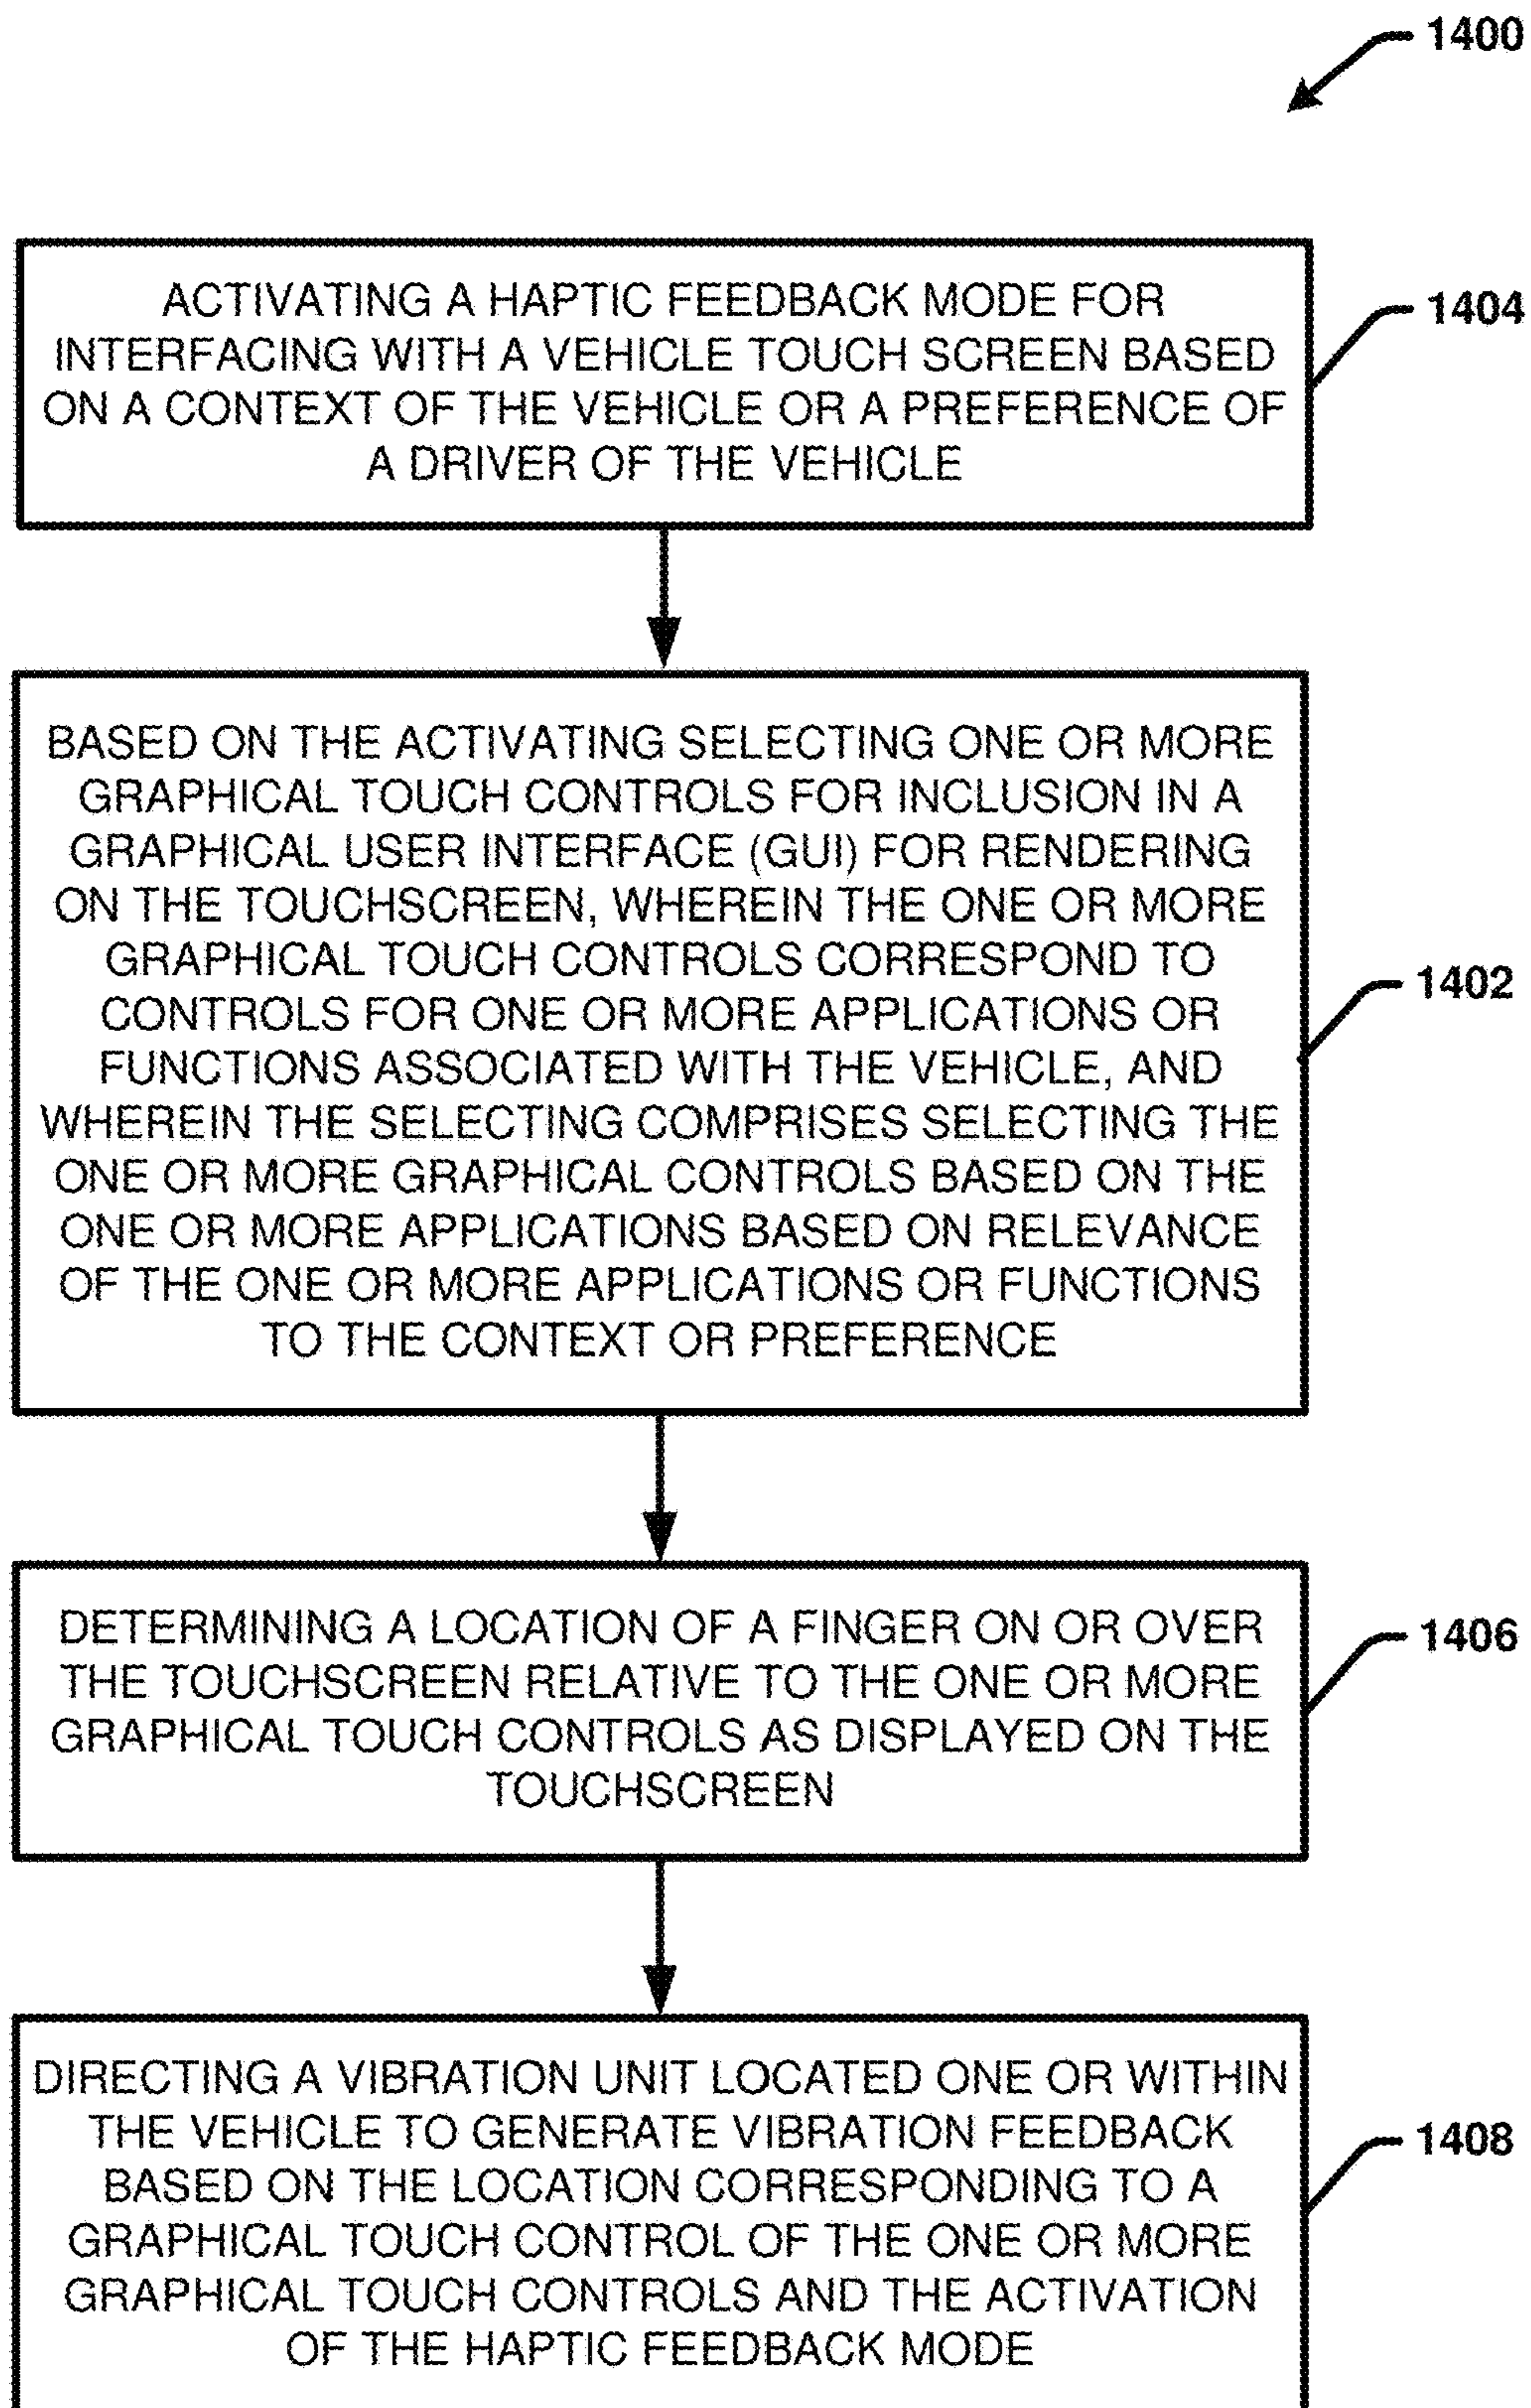 1400
ACTIVATING A HAPTIC FEEDBACK MODE FOR
INTERFACING WITH A VEHICLE TOUCH SCREEN BASED
ON A CONTEXT OF THE VEHICLE OR A PREFERENCE OF
A DRIVER OF THE VEHICLE
1404
BASED ON THE ACTIVATING SELECTING ONE OR MORE
GRAPHICAL TOUCH CONTROLS FOR INCLUSION IN A
GRAPHICAL USER INTERFACE (GUI) FOR RENDERING
ON THE TOUCHSCREEN, WHEREIN THE ONE OR MORE
GRAPHICAL TOUCH CONTROLS CORRESPOND TO
CONTROLS FOR ONE OR MORE APPLICATIONS OR
FUNCTIONS ASSOCIATED WITH THE VEHICLE, AND
WHEREIN THE SELECTING COMPRISES SELECTING THE
ONE OR MORE GRAPHICAL CONTROLS BASED ON THE
ONE OR MORE APPLICATIONS BASED ON RELEVANCE
OF THE ONE OR MORE APPLICATIONS OR FUNCTIONS
TO THE CONTEXT OR PREFERENCE
1402
DETERMINING A LOCATION OF A FINGER ON OR OVER
THE TOUCHSCREEN RELATIVE TO THE ONE OR MORE
GRAPHICAL TOUCH CONTROLS AS DISPLAYED ON THE
TOUCHSCREEN
1406
DIRECTING A VIBRATION UNIT LOCATED ONE OR WITHIN
THE VEHICLE TO GENERATE VIBRATION FEEDBACK
BASED ON THE LOCATION CORRESPONDING TO A
GRAPHICAL TOUCH CONTROL OF THE ONE OR MORE
GRAPHICAL TOUCH CONTROLS AND THE ACTIVATION
OF THE HAPTIC FEEDBACK MODE
1408